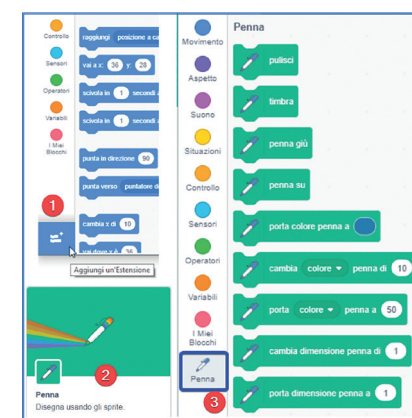 Controllo
Sensori
Operatori
Variabili
I Miei
Blocchi
raggiungi posizione a ca
vai a x: 36 y: 28
scivola in 1 secondi
scivola in 1 secondi
punta in direzione 90
punta verso puntatore
cambia x di 10
36
1
Aggiungi un'Estensione
2
Penna
Disegna usando gli sprite.
Movimento
Aspetto
Suono
Situazioni
Controllo
Sensori
Operatori
Variabili
I Miei
Blocchi
Penna
3
Penna
pulisci
timbra
penna giù
penna su
porta colore penna a
cambia colore penna di 10
porta colore penna a 50
cambia dimensione penna di 1
porta dimensione penna a 1